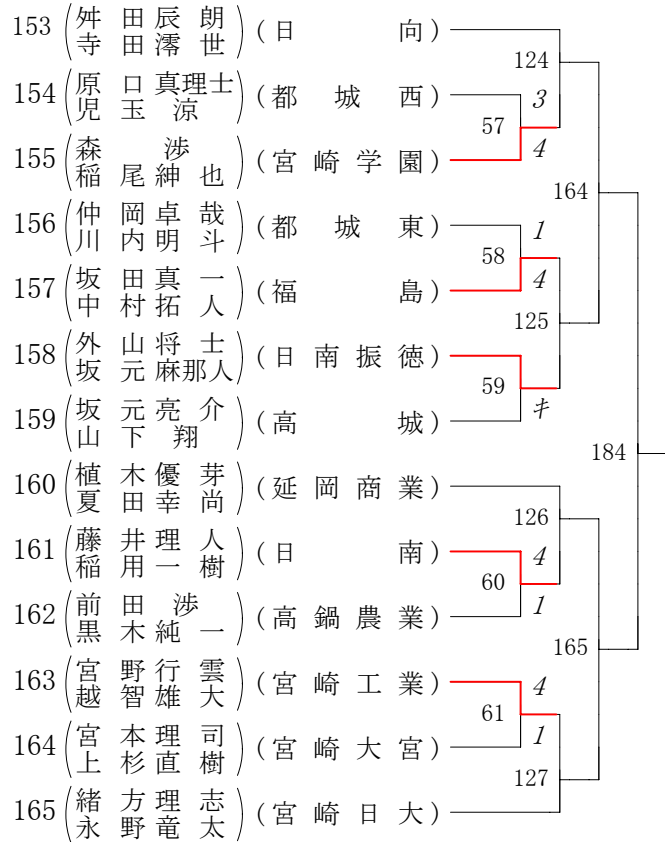 153 舛田辰朗 寺田澪世 (日向)
124
154 原口真理士 児玉涼 (都城西) 3
57
155 森渉 稲尾紳也 (宮崎学園) 4
164
156 仲岡卓哉 川内明斗 (都城東) 1
58
157 坂田真一 中村拓人 (福島) 4
125
158 外山将士 坂元麻那人 (日南振徳)
59
159 坂元亮介 山下翔 (高城) キ
184
160 植木優芽 夏田幸尚 (延岡商業)
126
161 藤井理人 稲用一樹 (日南) 4
60
162 前田渉 黒木純一 (高鍋農業) 1
165
163 宮野行雲 越智雄大 (宮崎工業) 4
61
164 宮本理司 上杉直樹 (宮崎大宮) 1
127
165 緒方理志 永野竜太 (宮崎日大)